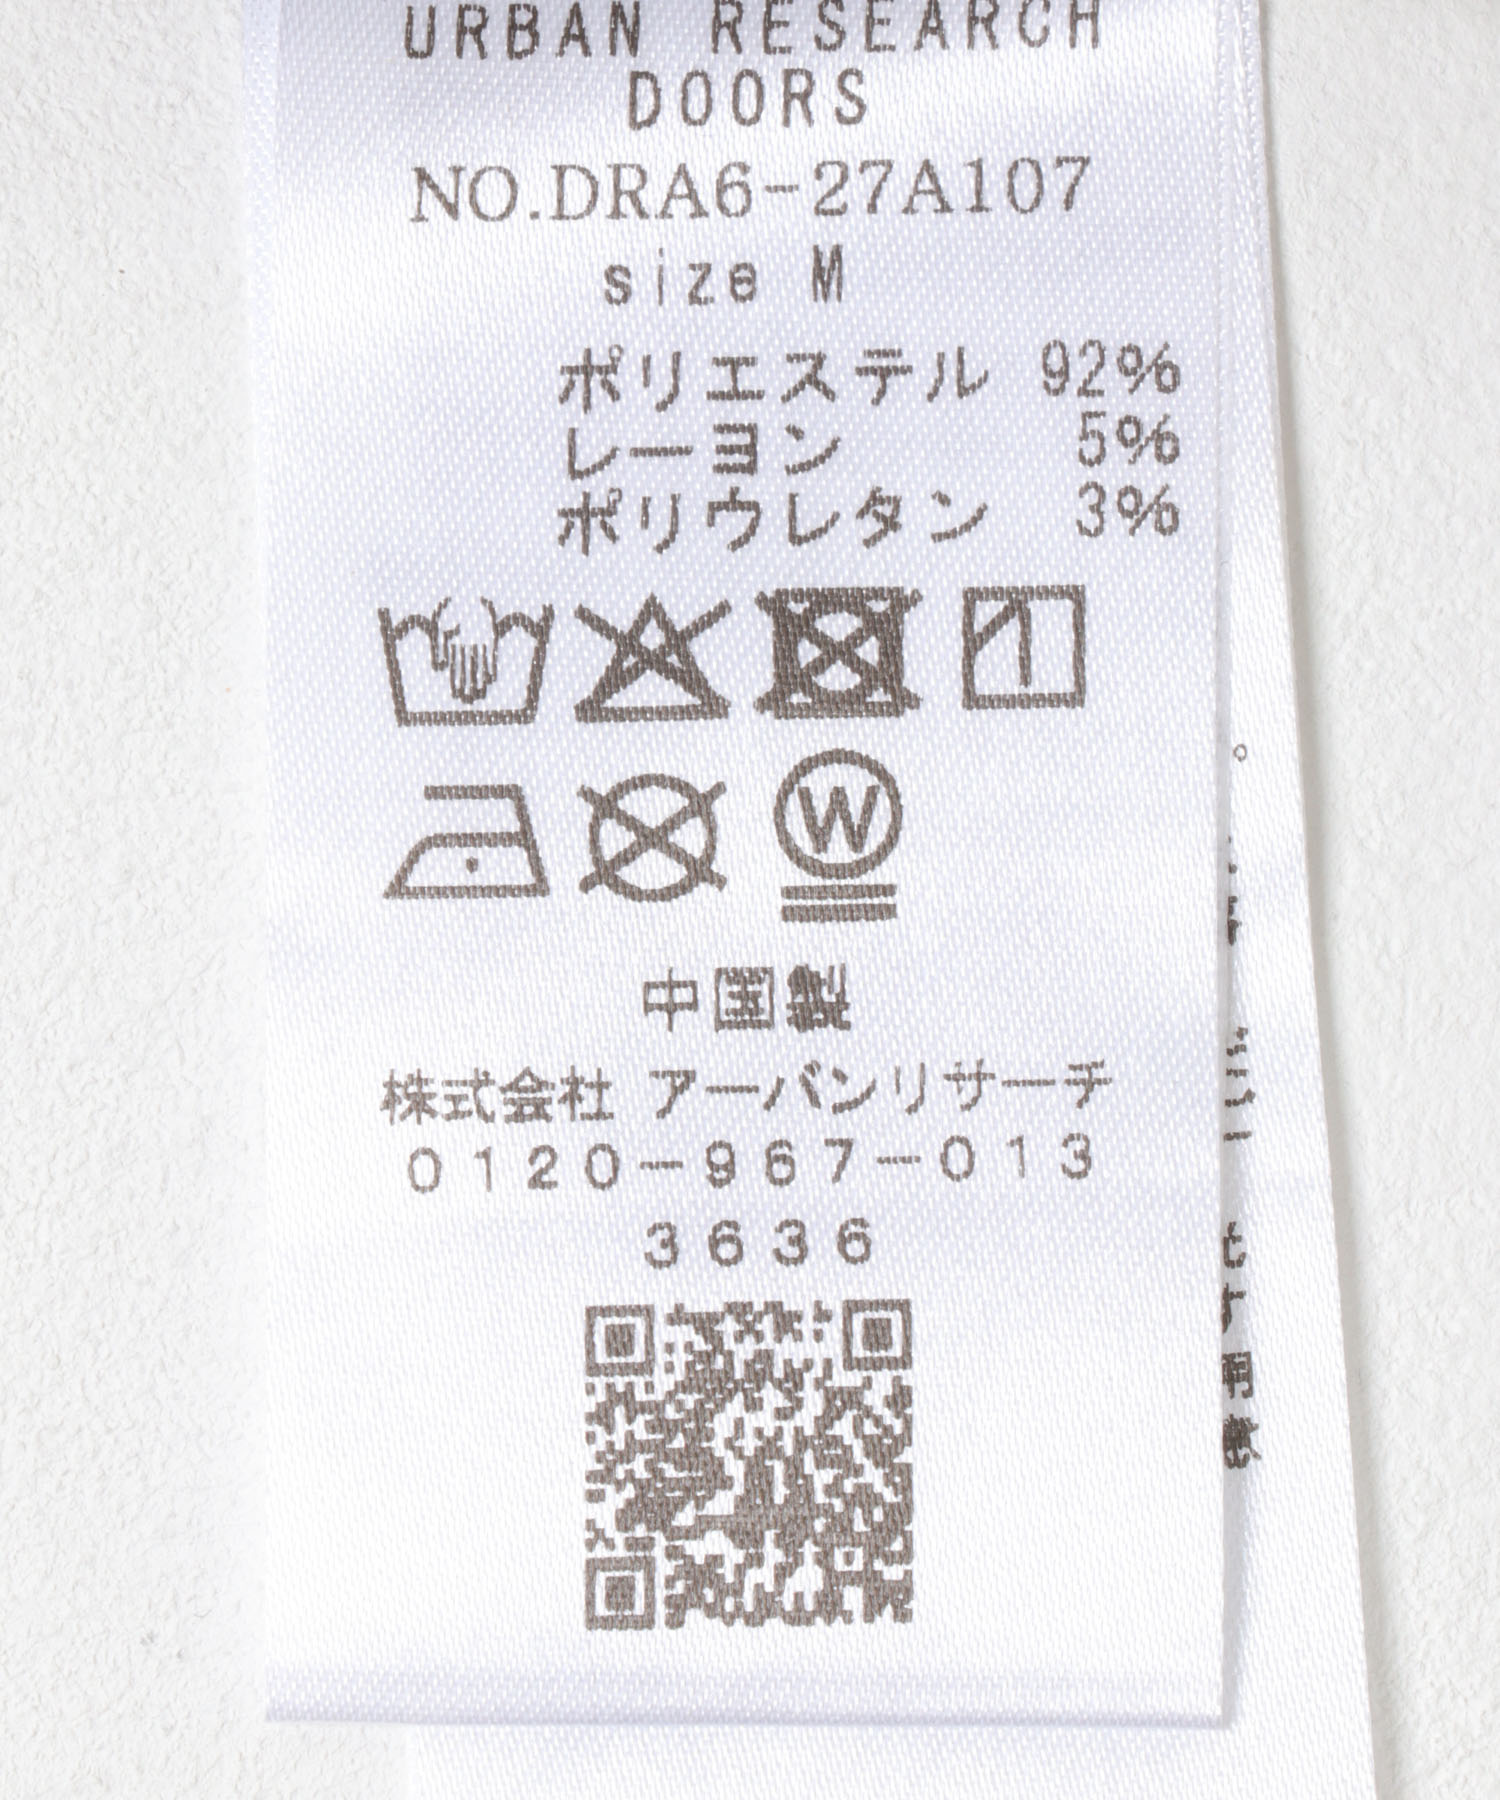 URBAN RESEARCH
DOORS
NO.DRA6-27A107
size M
ポリエステル 92%
レーヨン 5%
ポリウレタン 3%
W
中国製
株式会社 アーバンリサーチ
0120-967-013
3636